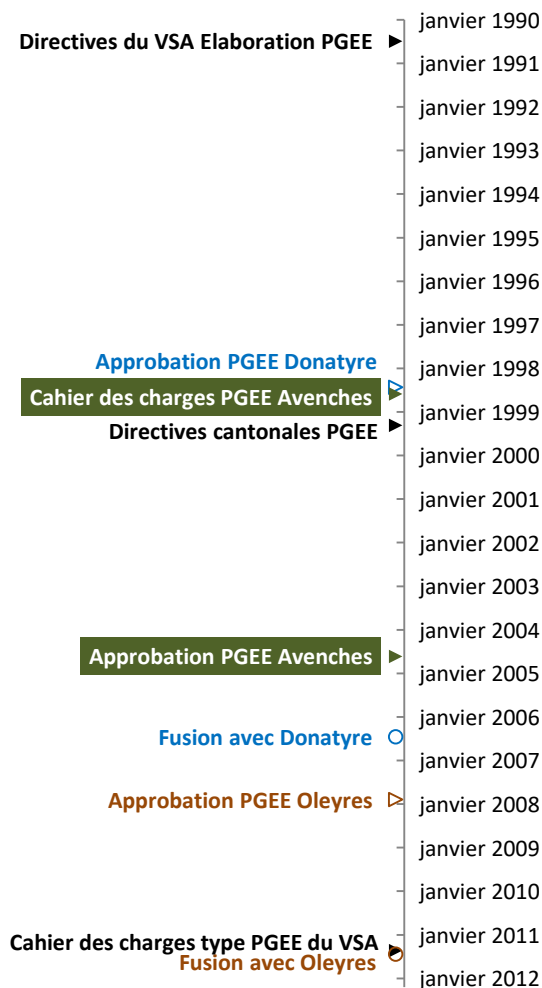 janvier 1990
Directives du VSA Elaboration PGEE
janvier 1991
janvier 1992
janvier 1993
janvier 1994
janvier 1995
janvier 1996
janvier 1997
Approbation PGEE Donatyre
janvier 1998
Cahier des charges PGEE Avenches
janvier 1999
Directives cantonales PGEE
janvier 2000
janvier 2001
janvier 2002
janvier 2003
janvier 2004
Approbation PGEE Avenches
janvier 2005
janvier 2006
Fusion avec Donatyre
janvier 2007
Approbation PGEE Oleyres
janvier 2008
janvier 2009
janvier 2010
janvier 2011
Cahier des charges type PGEE du VSA
Fusion avec Oleyres
janvier 2012